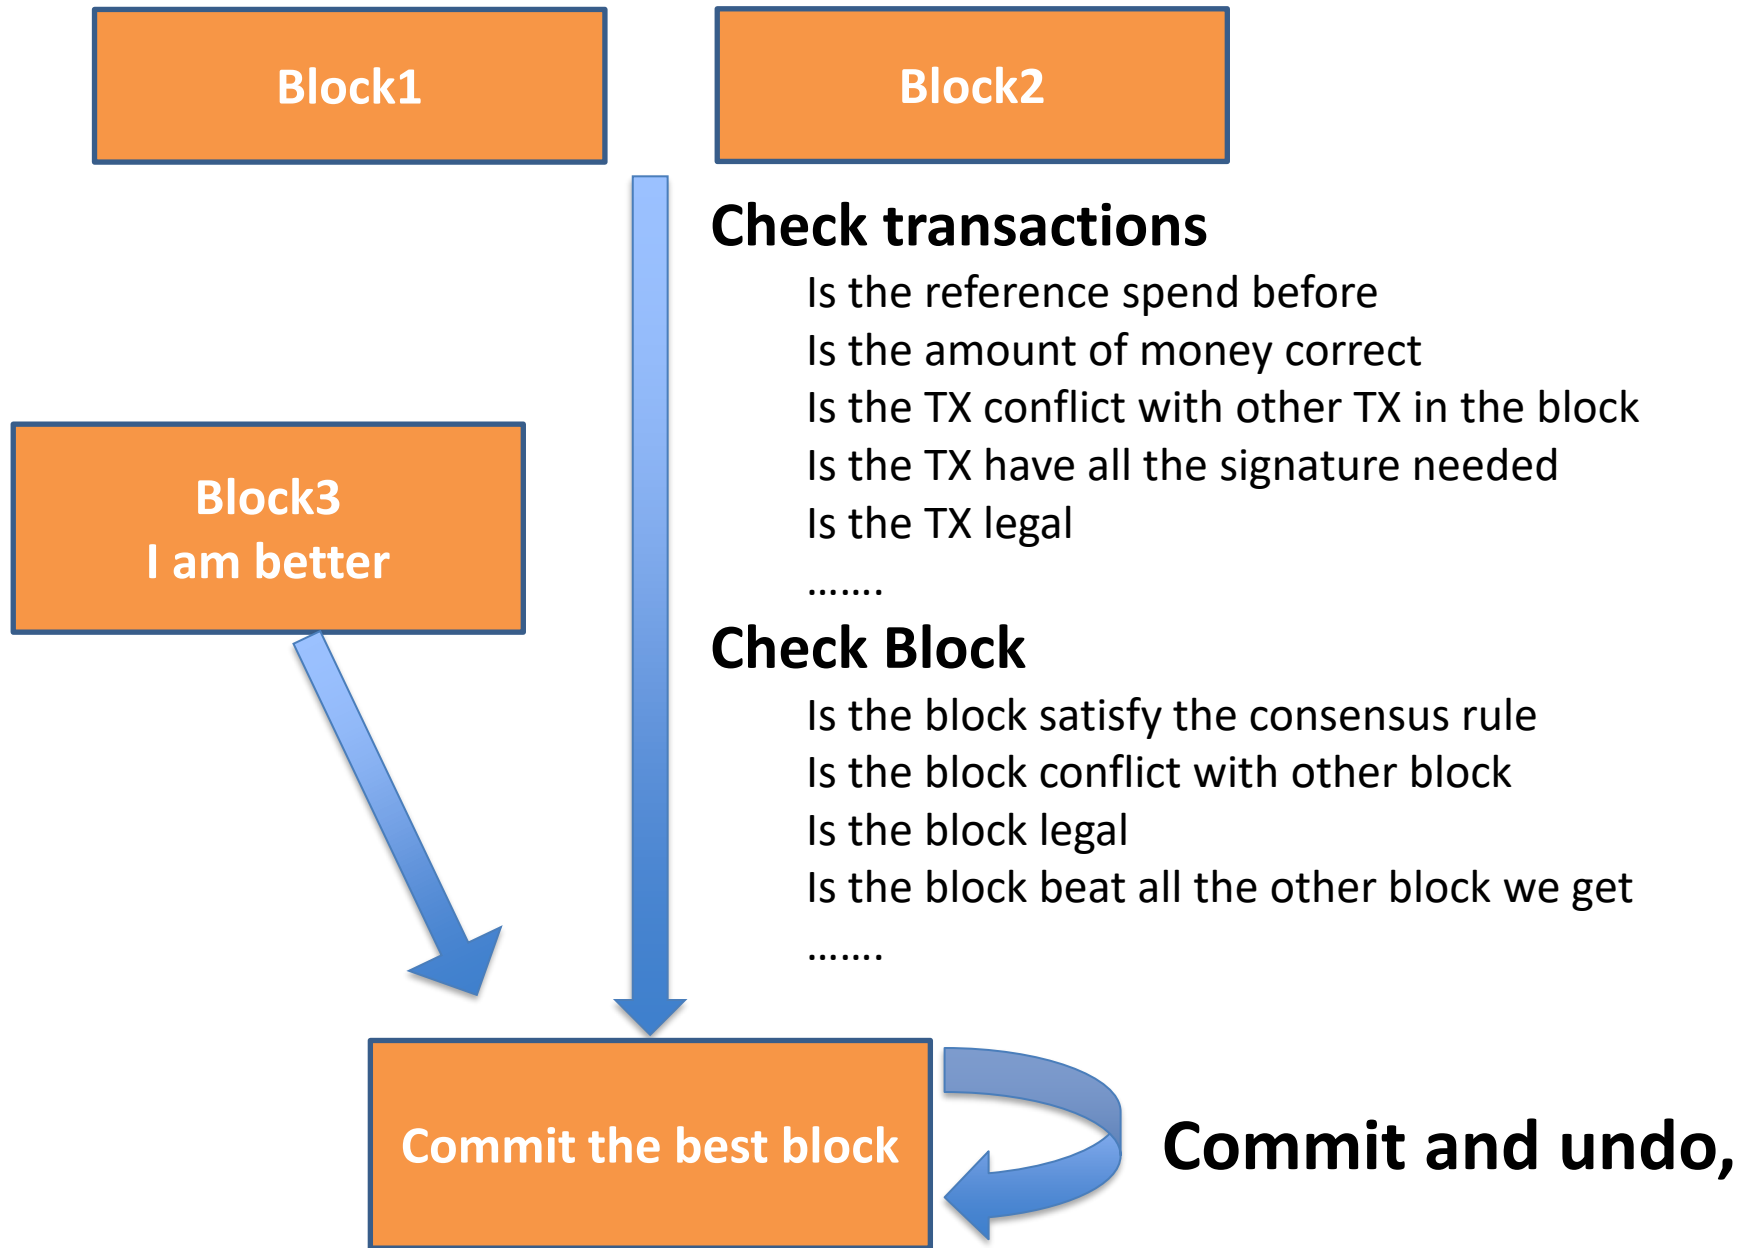 Block1
Block2
Check transactions
Is the reference spend before
Is the amount of money correct
Is the TX conflict with other TX in the block
Is the TX have all the signature needed
Is the TX legal
.......
Block3
I am better
Check Block
Is the block satisfy the consensus rule
Is the block conflict with other block
Is the block legal
Is the block beat all the other block we get
.......
Commit the best block
Commit and undo,